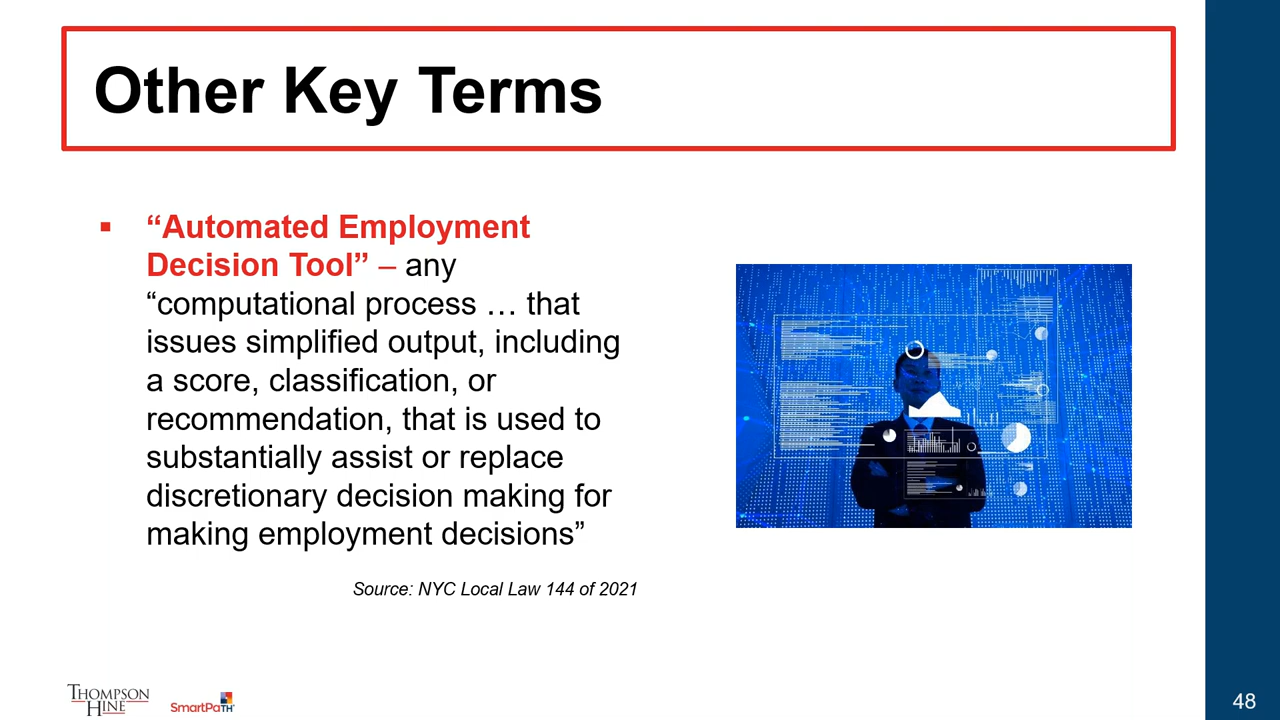 Other Key Terms
▪ “Automated Employment
Decision Tool” – any
“computational process … that
issues simplified output, including
a score, classification, or
recommendation, that is used to
substantially assist or replace
discretionary decision making for
making employment decisions”
Source: NYC Local Law 144 of 2021
THOMPSON
HINE
SmartPaTH
48